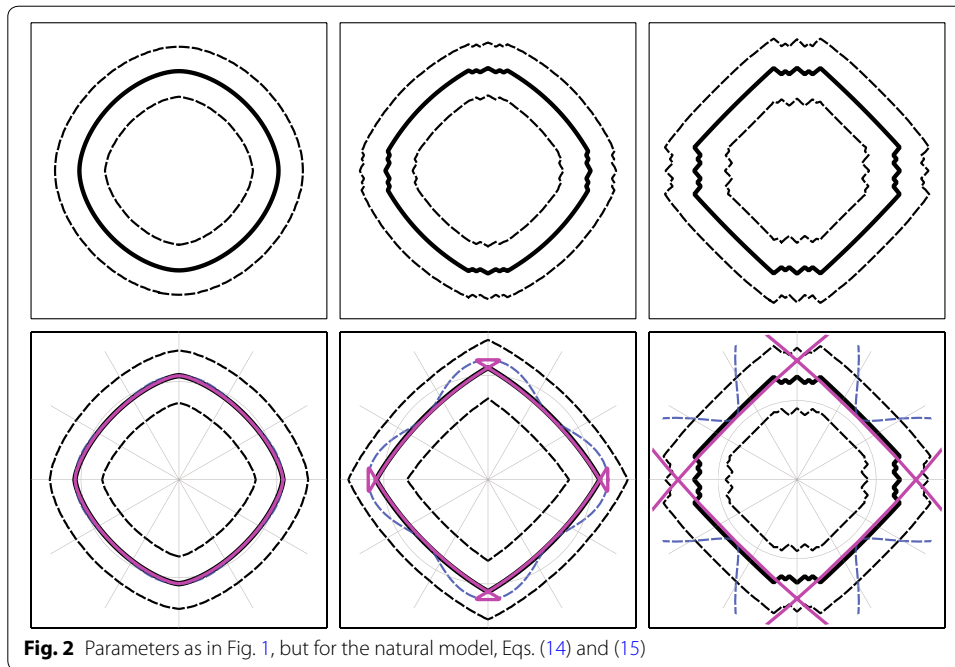 Fig. 2 Parameters as in Fig. 1, but for the natural model, Eqs. (14) and (15)